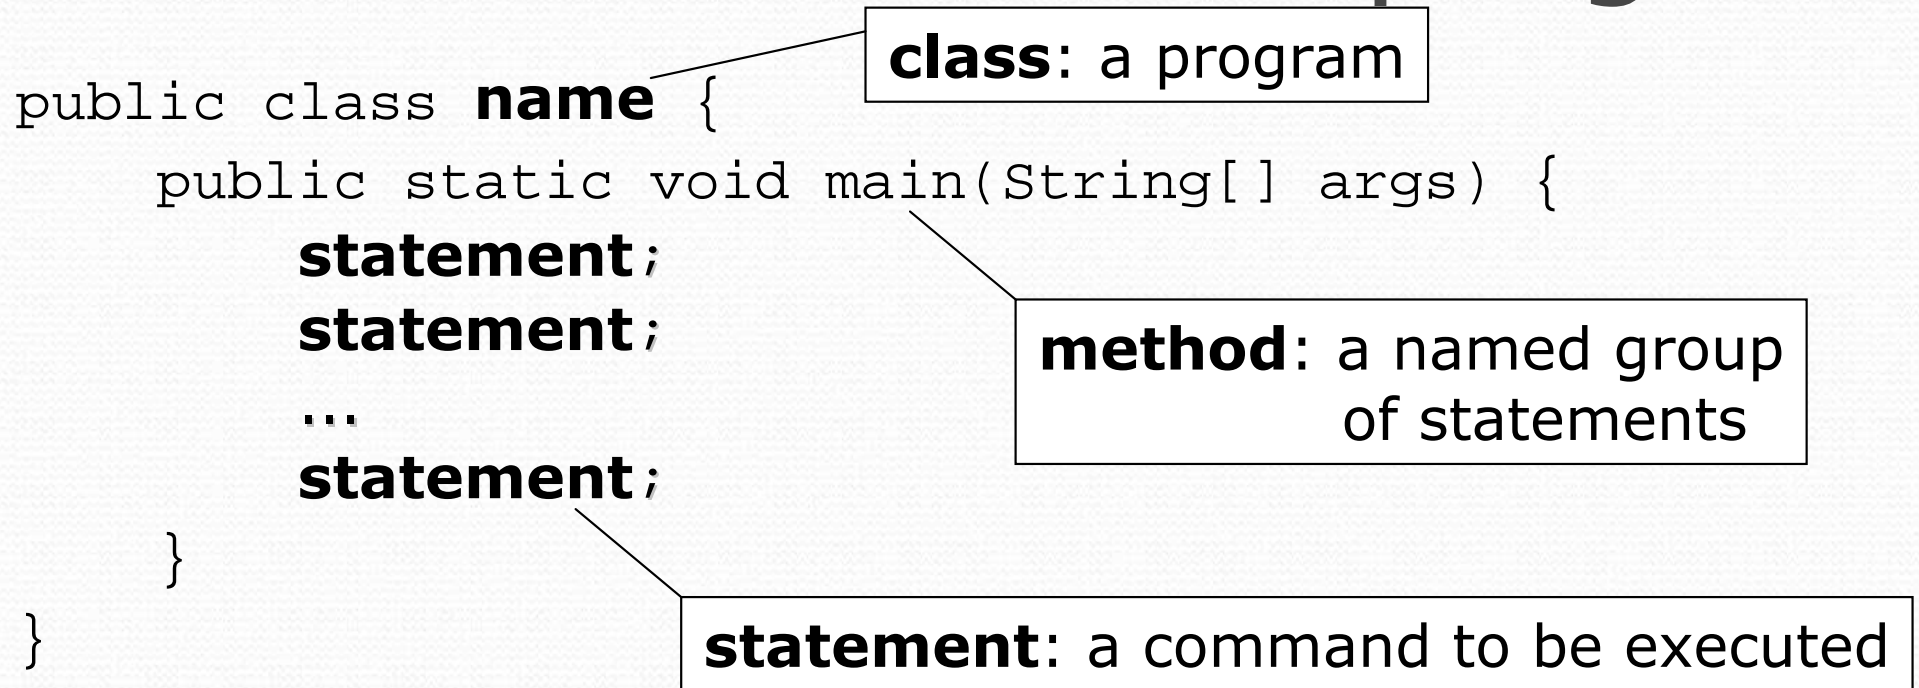 class: a program
public class name {
public static void main(String[] args) {
statement;
statement;
...
statement;
method: a named group
of statements
}
}
statement: a command to be executed